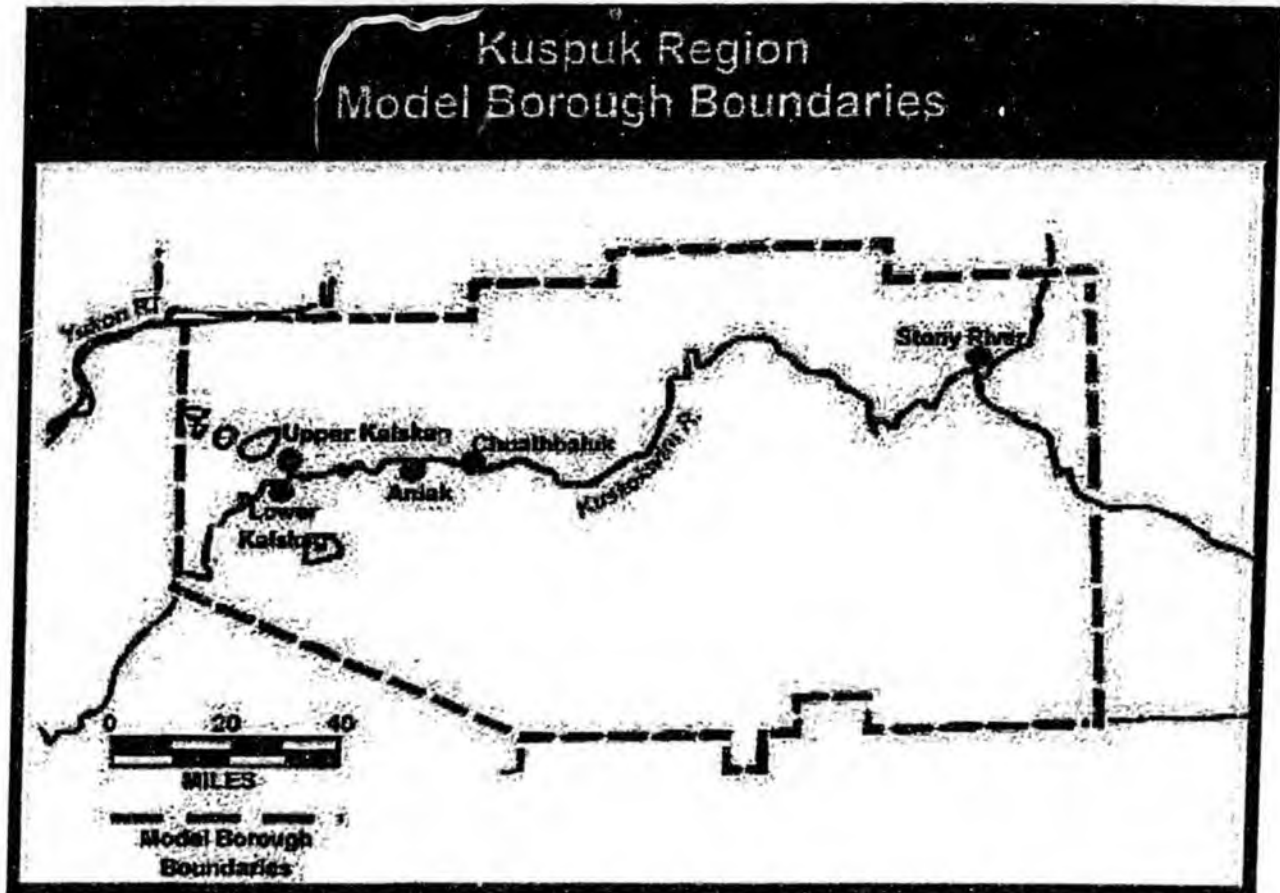 Kuspuk Region
Model Borough Boundaries
Yukon R.
Stony River
Upper Kalskag
Chuathbaluk
Aniak
Kuskokwim R.
Lower
Kalskag
0 20 40
MILES
Model Borough
Boundaries